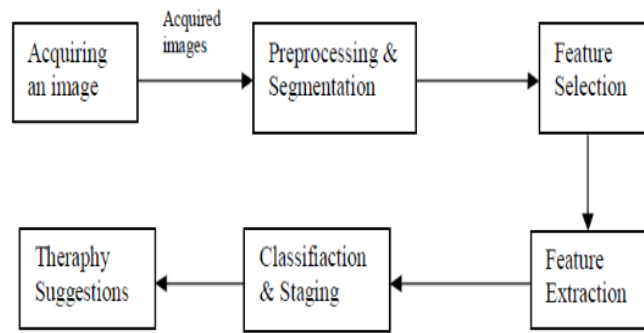 Acquiring
an image
Acquired
images
Preprocessing &
Segmentation
Feature
Selection
Feature
Extraction
Classifiaction
& Staging
Theraphy
Suggestions